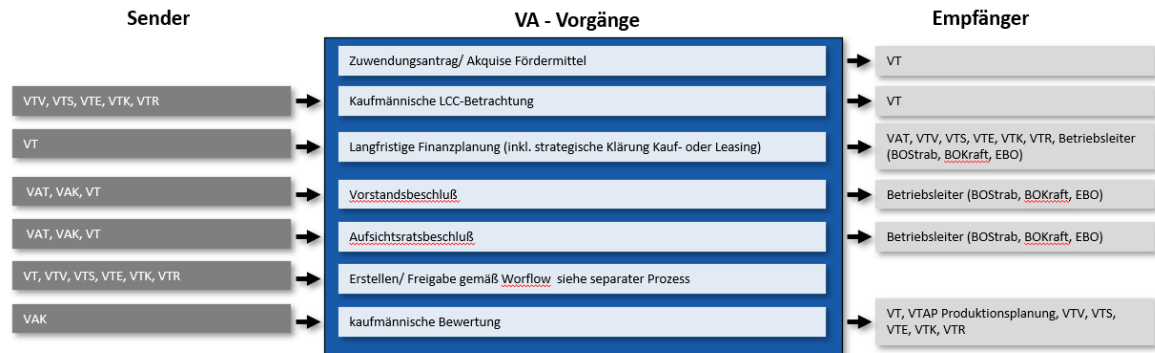 Sender VA - Vorgänge Empfänger
Zuwendungsantrag/ Akquise Fördermittel VT
VTV, VTS, VTE, VTK, VTR Kaufmännische LCC-Betrachtung VT
VT Langfristige Finanzplanung (inkl. strategische Klärung Kauf- oder Leasing) VAT, VTV, VTS, VTE, VTK, VTR, Betriebsleiter
(BOStrab, BOKraft, EBO)
VAT, VAK, VT Vorstandsbeschluß Betriebsleiter (BOStrab, BOKraft, EBO)
VAT, VAK, VT Aufsichtsratsbeschluß Betriebsleiter (BOStrab, BOKraft, EBO)
VT, VTV, VTS, VTE, VTK, VTR Erstellen/ Freigabe gemäß Worflow siehe separater Prozess
VAK kaufmännische Bewertung VT, VTAP Produktionsplanung, VTV, VTS,
VTE, VTK, VTR